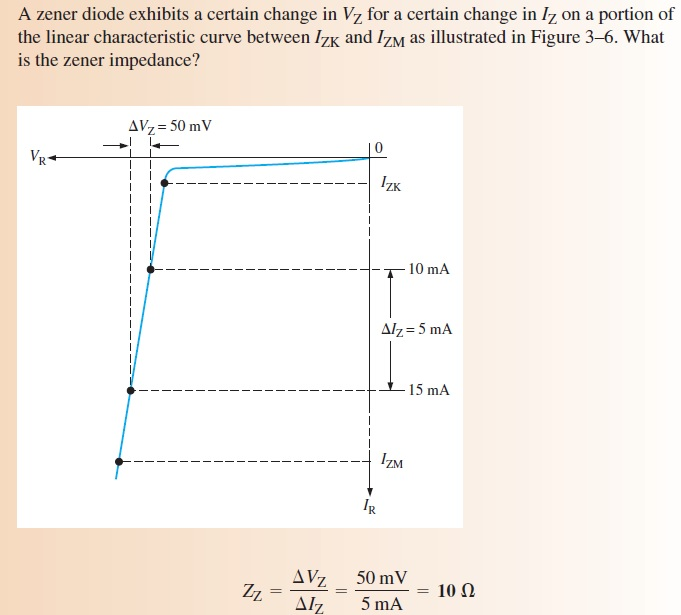 A zener diode exhibits a certain change in V_Z for a certain change in I_Z on a portion of
the linear characteristic curve between I_ZK and I_ZM as illustrated in Figure 3–6. What
is the zener impedance?
ΔV_Z = 50 mV
V_R
0
I_ZK
10 mA
ΔI_Z = 5 mA
15 mA
I_ZM
I_R
Z_Z = ΔV_Z / ΔI_Z = 50 mV / 5 mA = 10 Ω